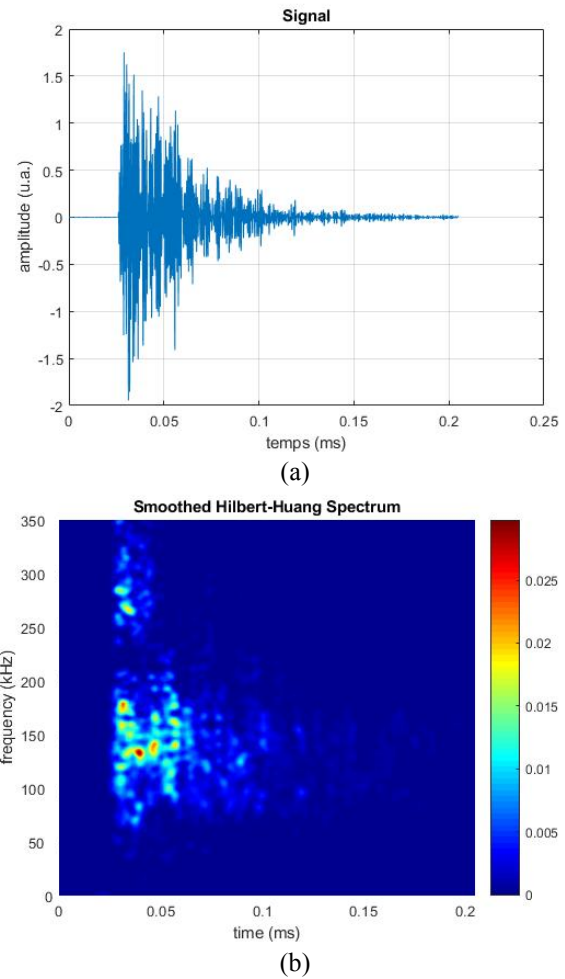 Signal
2
1.5
1
0.5
0
-0.5
-1
-1.5
-2
amplitude (u.a.)
0 0.05 0.1 0.15 0.2 0.25
temps (ms)
(a)
Smoothed Hilbert-Huang Spectrum
350
300
250
200
150
100
50
0
frequency (kHz)
0 0.05 0.1 0.15 0.2
time (ms)
0.025
0.02
0.015
0.01
0.005
0
(b)